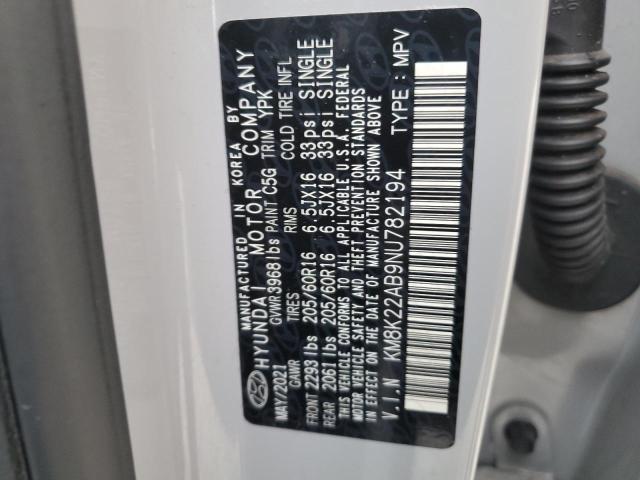 MANUFACTURED IN KOREA BY
HYUNDAI MOTOR COMPANY
MAY/2021 GVWR 3968 lbs PAINT C5G TRIM YPK
GAWR TIRES RIMS COLD TIRE INFL
FRONT 2293 lbs 205/60R16 6.5JX16 33psi SINGLE
REAR 2061 lbs 205/60R16 6.5JX16 33psi SINGLE
THIS VEHICLE CONFORMS TO ALL APPLICABLE U.S.A. FEDERAL
MOTOR VEHICLE SAFETY AND THEFT PREVENTION STANDARDS
IN EFFECT ON THE DATE OF MANUFACTURE SHOWN ABOVE
V.I.N KM8K22AB9NU782194 TYPE : MPV